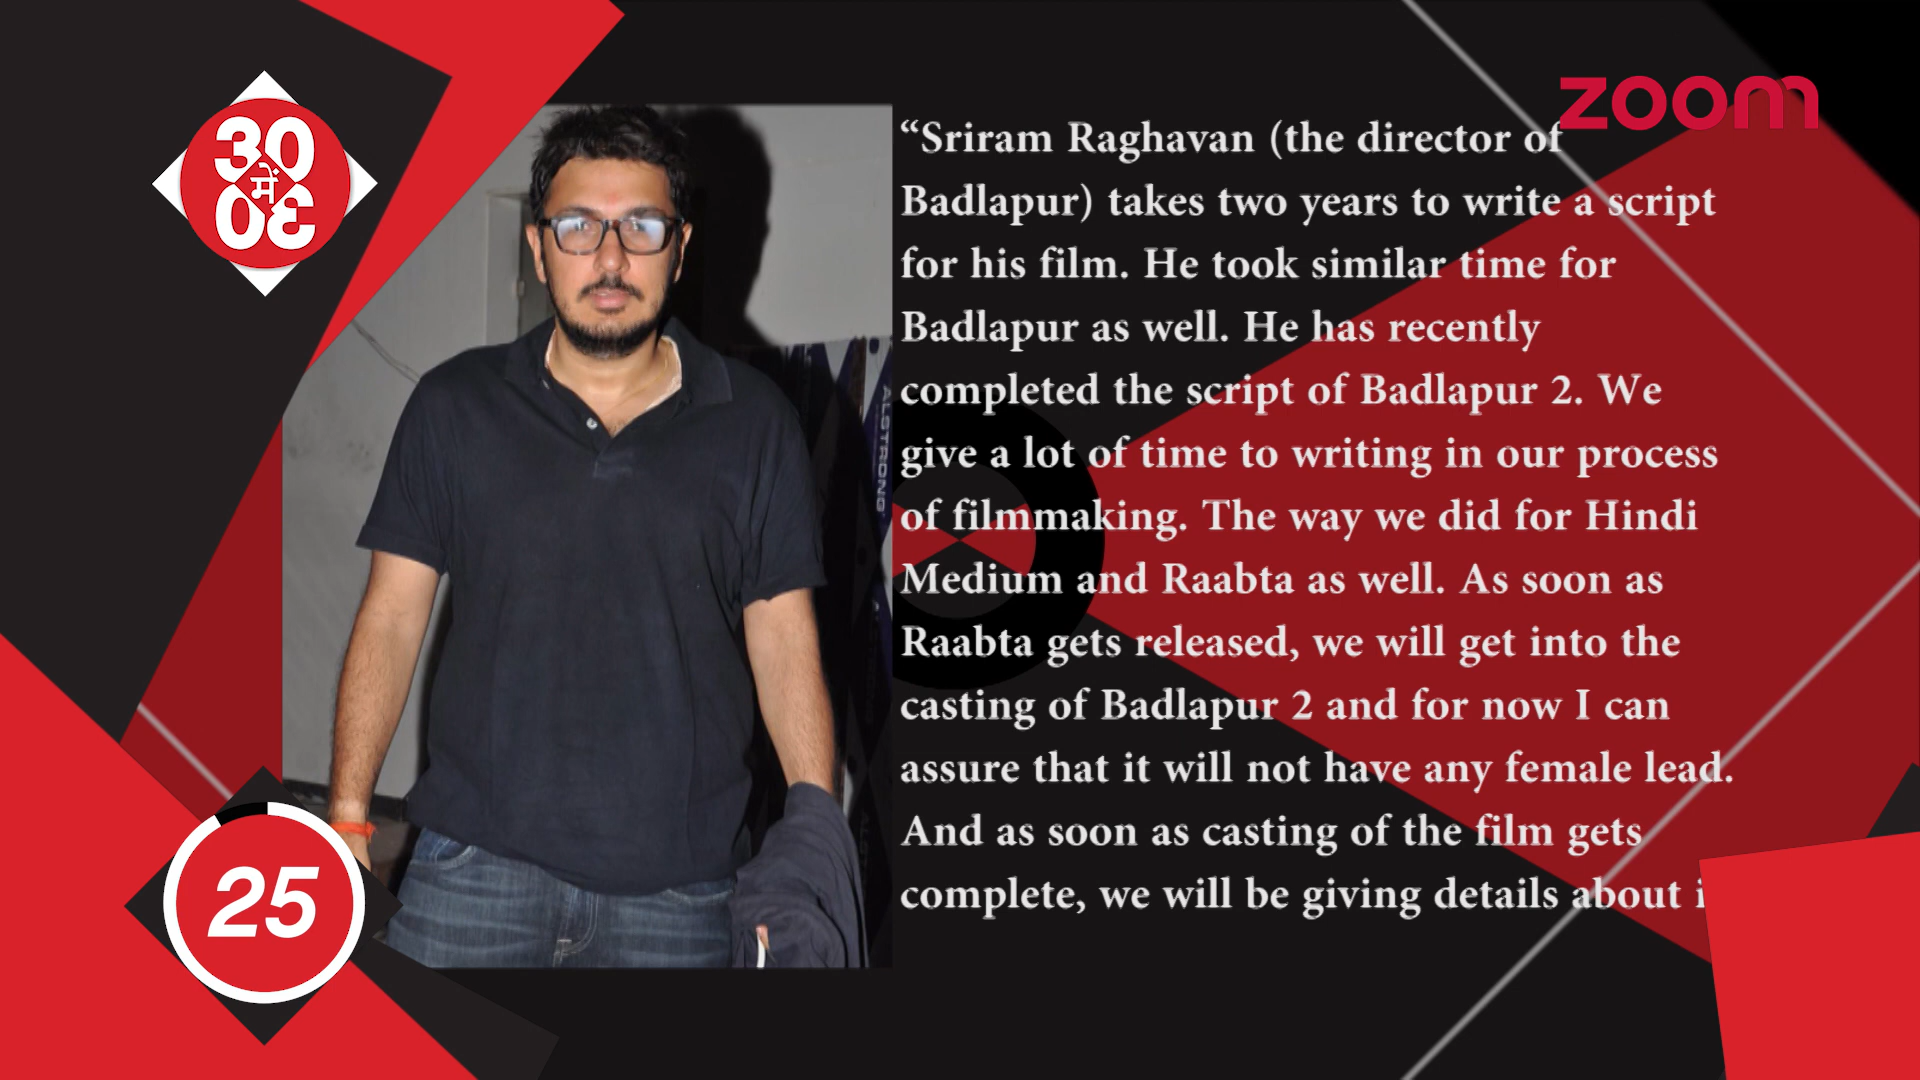 30
में
30
zoom
“Sriram Raghavan (the director of
Badlapur) takes two years to write a script
for his film. He took similar time for
Badlapur as well. He has recently
completed the script of Badlapur 2. We
give a lot of time to writing in our process
of filmmaking. The way we did for Hindi
Medium and Raabta as well. As soon as
Raabta gets released, we will get into the
casting of Badlapur 2 and for now I can
assure that it will not have any female lead.
And as soon as casting of the film gets
complete, we will be giving details about i
ALSTRONG
25